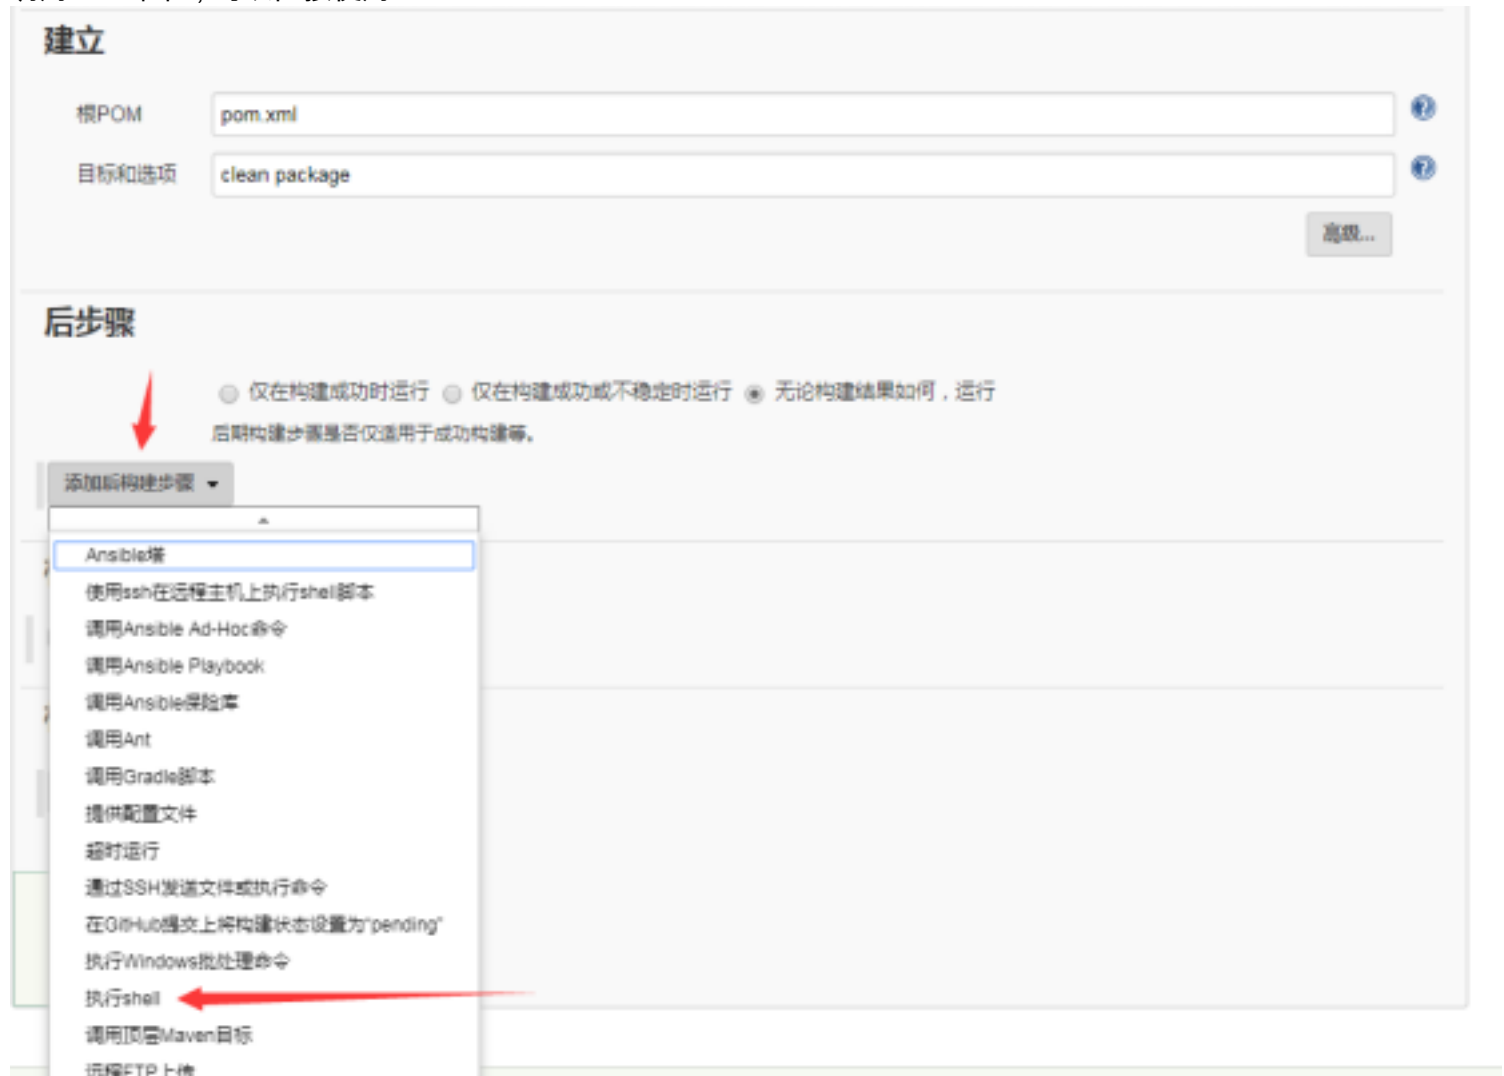 建立
根POM pom.xml
目标和选项 clean package
高级...
后步骤
仅在构建成功时运行 仅在构建成功或不稳定时运行 无论构建结果如何，运行
后期构建步骤是否仅适用于成功构建等。
添加后构建步骤
Ansible塔
使用ssh在远程主机上执行shell脚本
调用Ansible Ad-Hoc命令
调用Ansible Playbook
调用Ansible保险库
调用Ant
调用Gradle脚本
提供配置文件
超时运行
通过SSH发送文件或执行命令
在GitHub提交上将构建状态设置为"pending"
执行Windows批处理命令
执行shell
调用顶层Maven目标
远程FTP上传